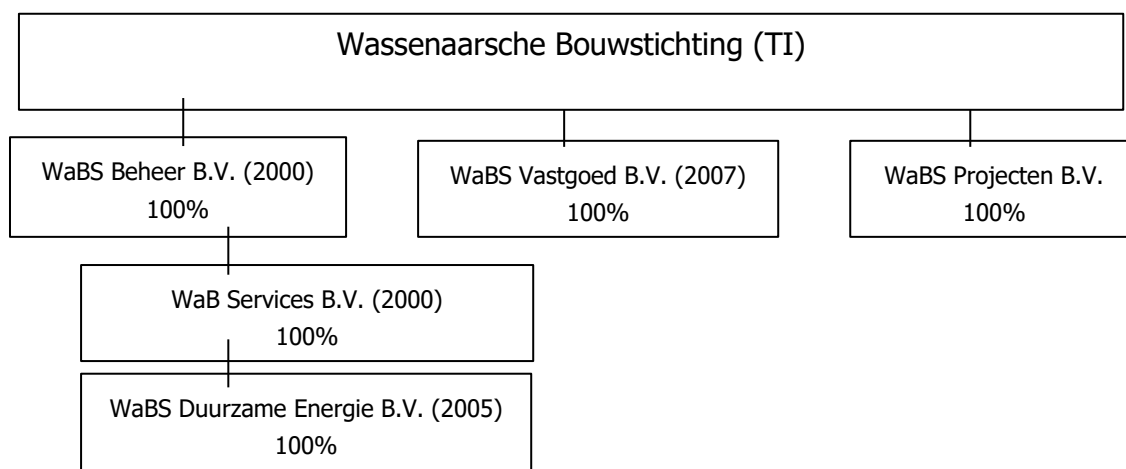 Wassenaarsche Bouwstichting (TI)
WaBS Beheer B.V. (2000)
100%
WaBS Vastgoed B.V. (2007)
100%
WaBS Projecten B.V.
100%
WaB Services B.V. (2000)
100%
WaBS Duurzame Energie B.V. (2005)
100%